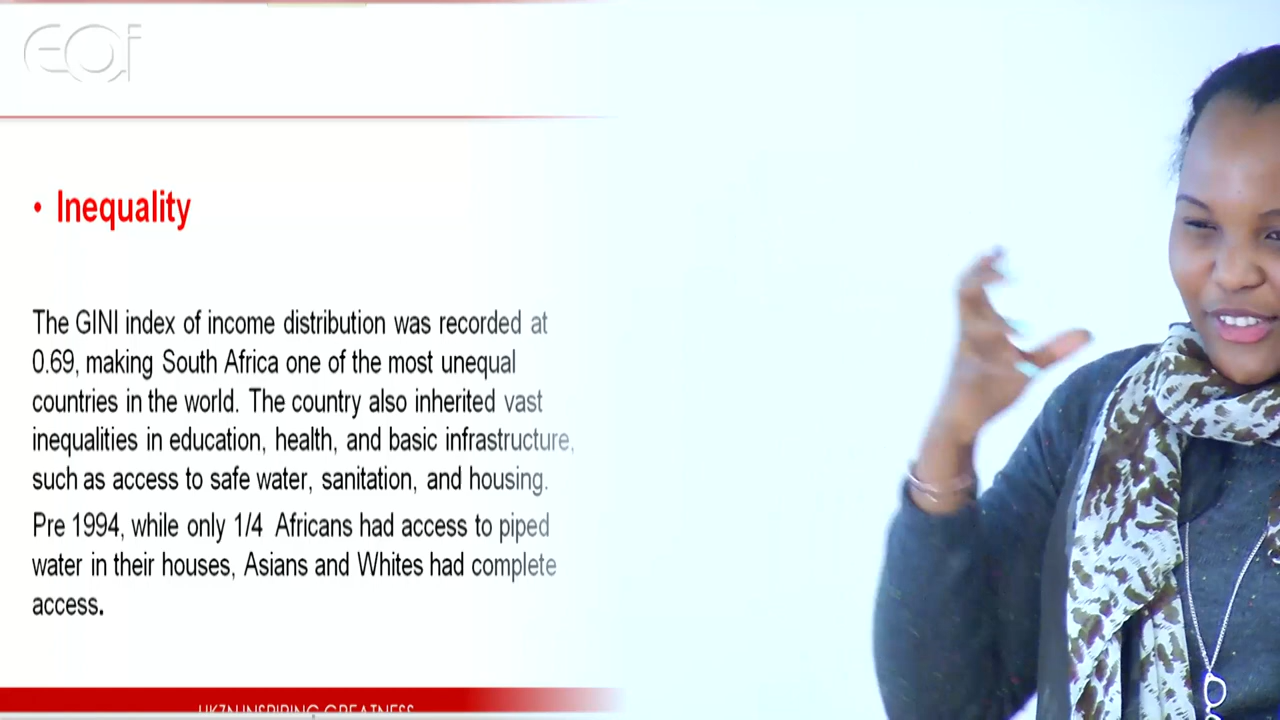 • Inequality
The GINI index of income distribution was recorded at
0.69, making South Africa one of the most unequal
countries in the world. The country also inherited vast
inequalities in education, health, and basic infrastructure,
such as access to safe water, sanitation, and housing.
Pre 1994, while only 1/4 Africans had access to piped
water in their houses, Asians and Whites had complete
access.
UKZN INSPIRING GREATNESS